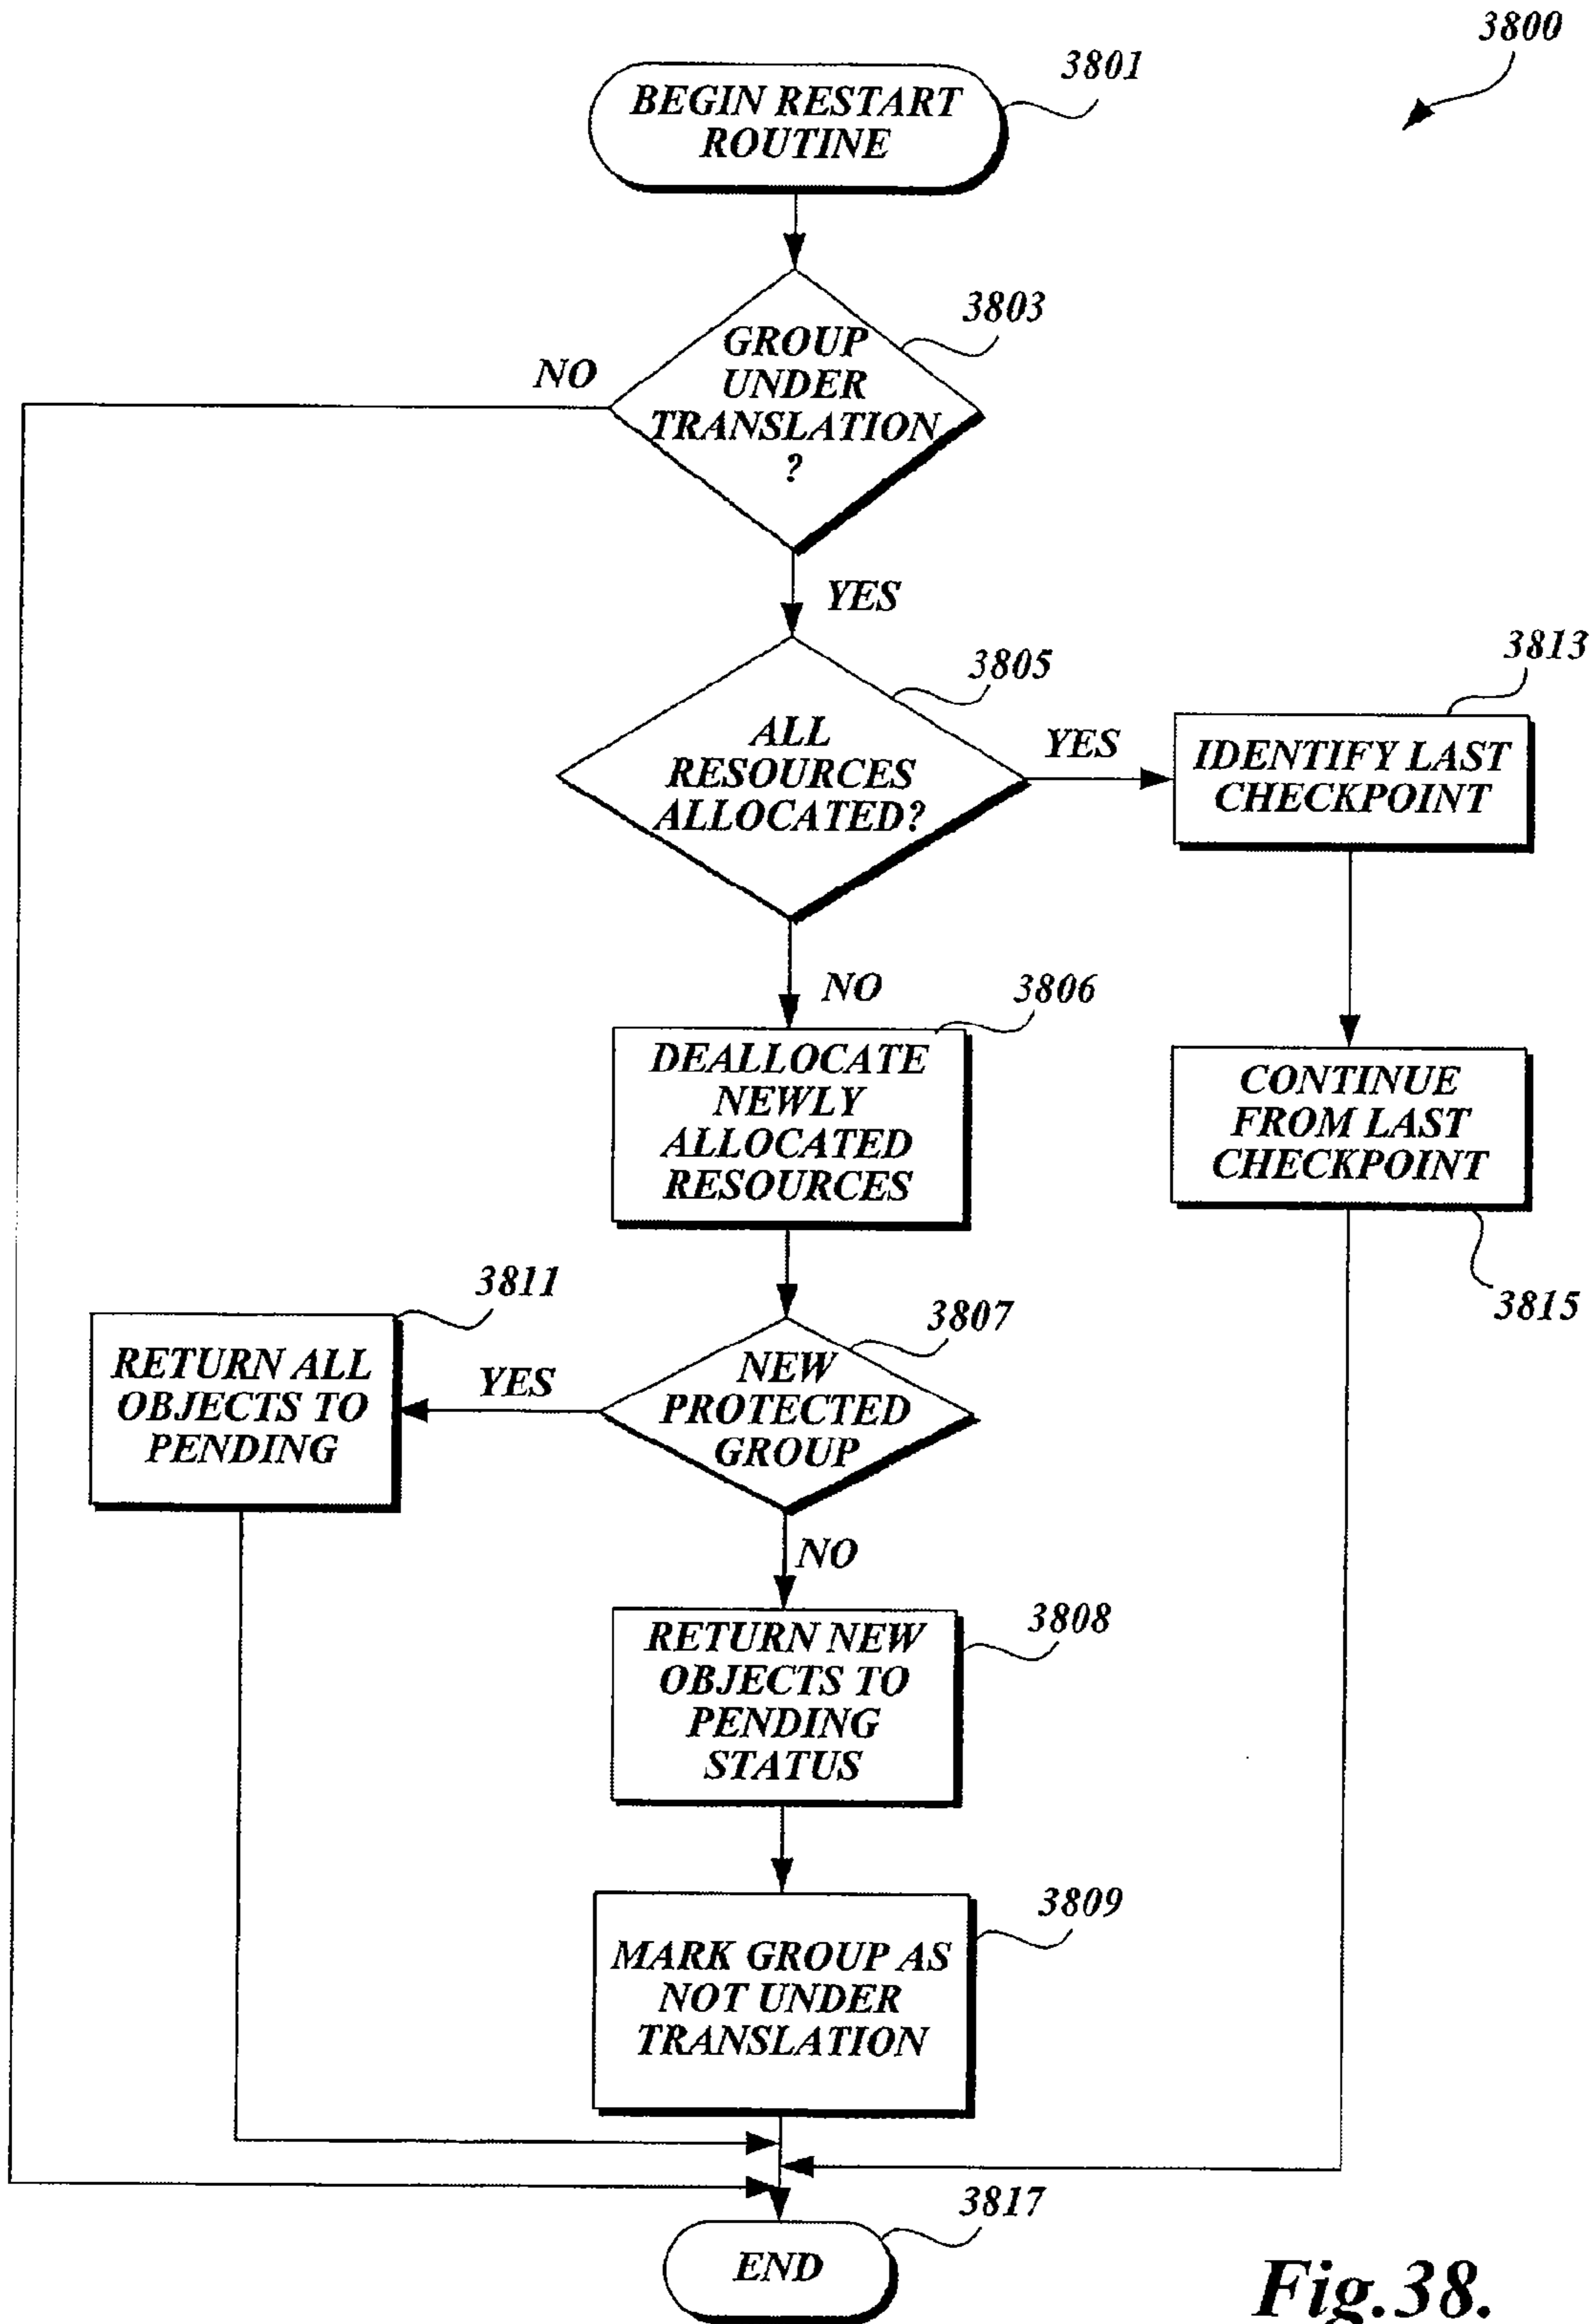 3800
3801
BEGIN RESTART
ROUTINE
3803
GROUP
UNDER
TRANSLATION
?
NO
YES
3805
ALL
RESOURCES
ALLOCATED?
YES
3813
IDENTIFY LAST
CHECKPOINT
NO
3806
DEALLOCATE
NEWLY
ALLOCATED
RESOURCES
CONTINUE
FROM LAST
CHECKPOINT
3815
3807
NEW
PROTECTED
GROUP
YES
3811
RETURN ALL
OBJECTS TO
PENDING
NO
3808
RETURN NEW
OBJECTS TO
PENDING
STATUS
3809
MARK GROUP AS
NOT UNDER
TRANSLATION
3817
END
Fig.38.